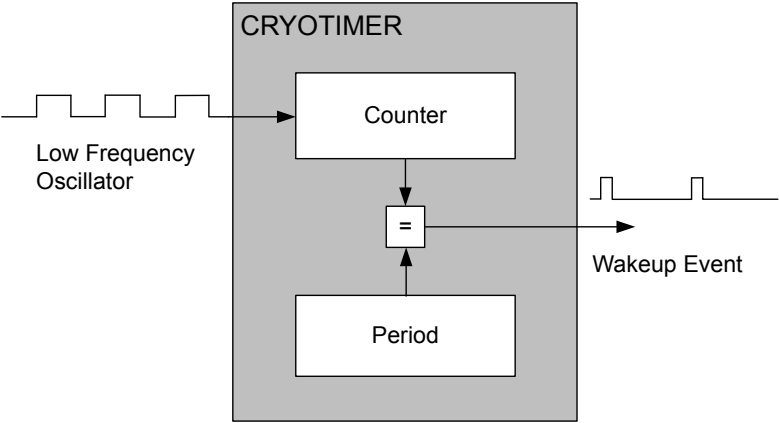 CRYOTIMER
Counter
Low Frequency
Oscillator
=
Wakeup Event
Period